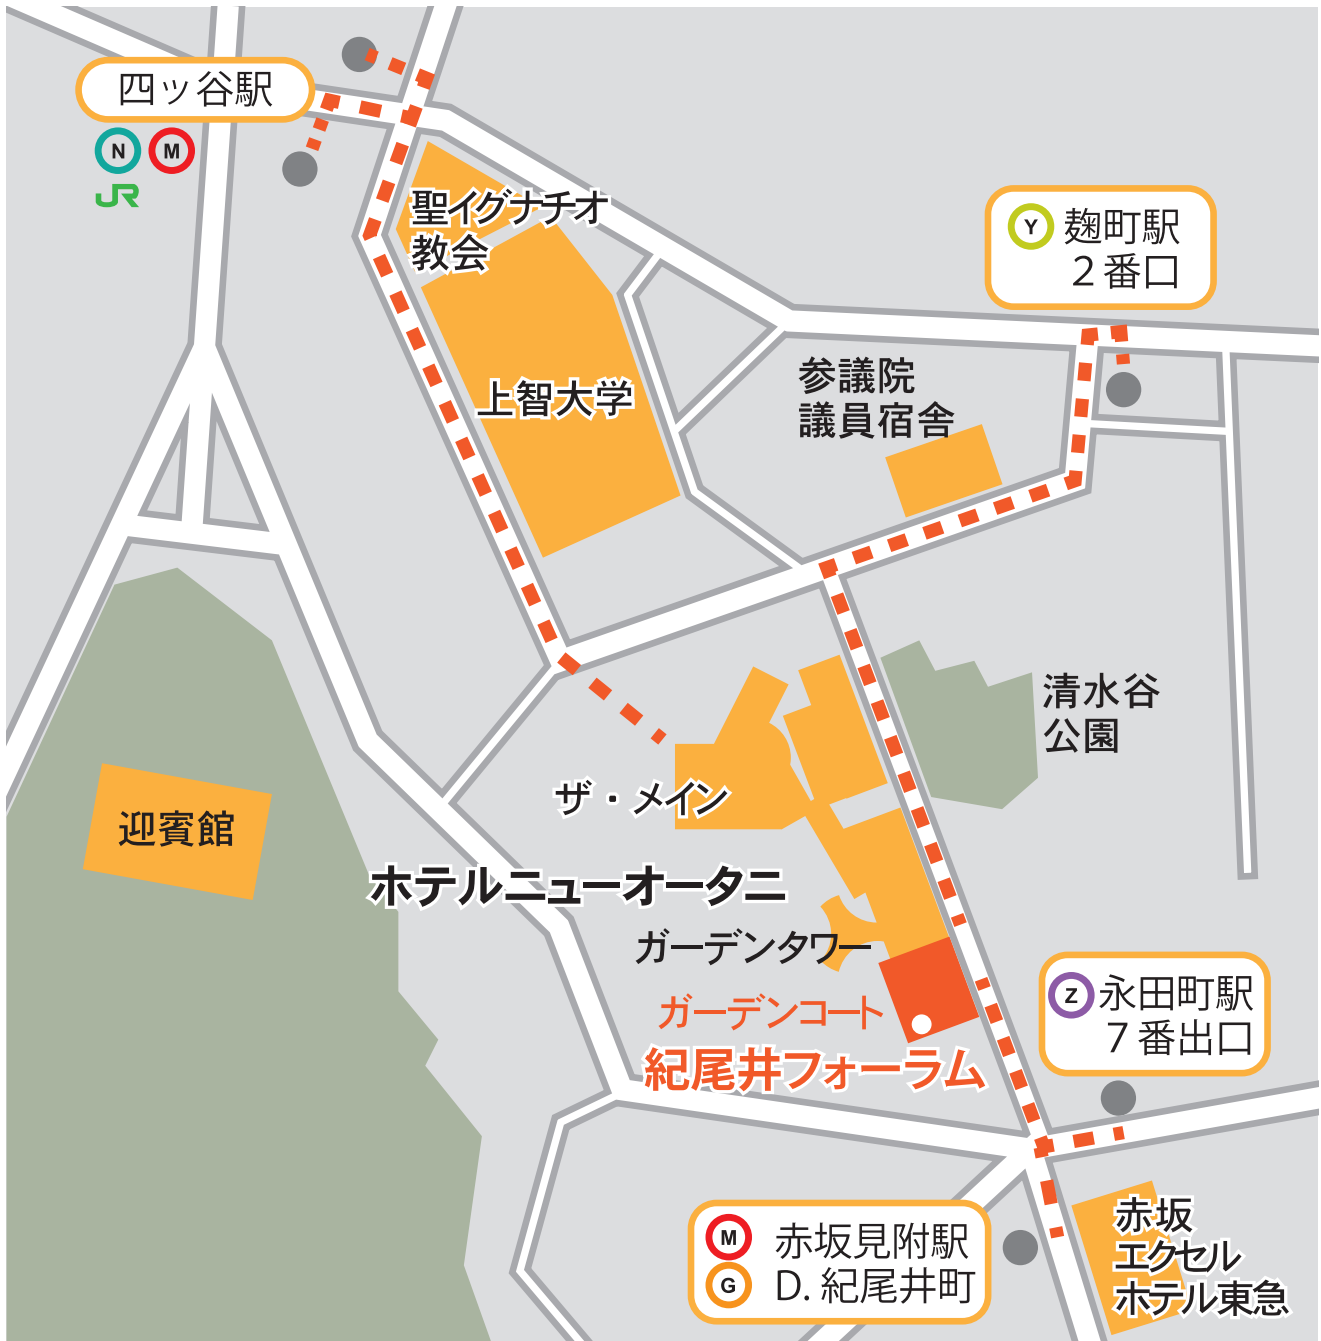 四ッ谷駅
N M
JR
聖イグナチオ
教会
Y 麹町駅
2番口
上智大学
参議院
議員宿舎
清水谷
公園
ザ・メイン
迎賓館
ホテルニューオータニ
ガーデンタワー
ガーデンコート
紀尾井フォーラム
Z 永田町駅
7番出口
M 赤坂見附駅
G D. 紀尾井町
赤坂
エクセル
ホテル東急